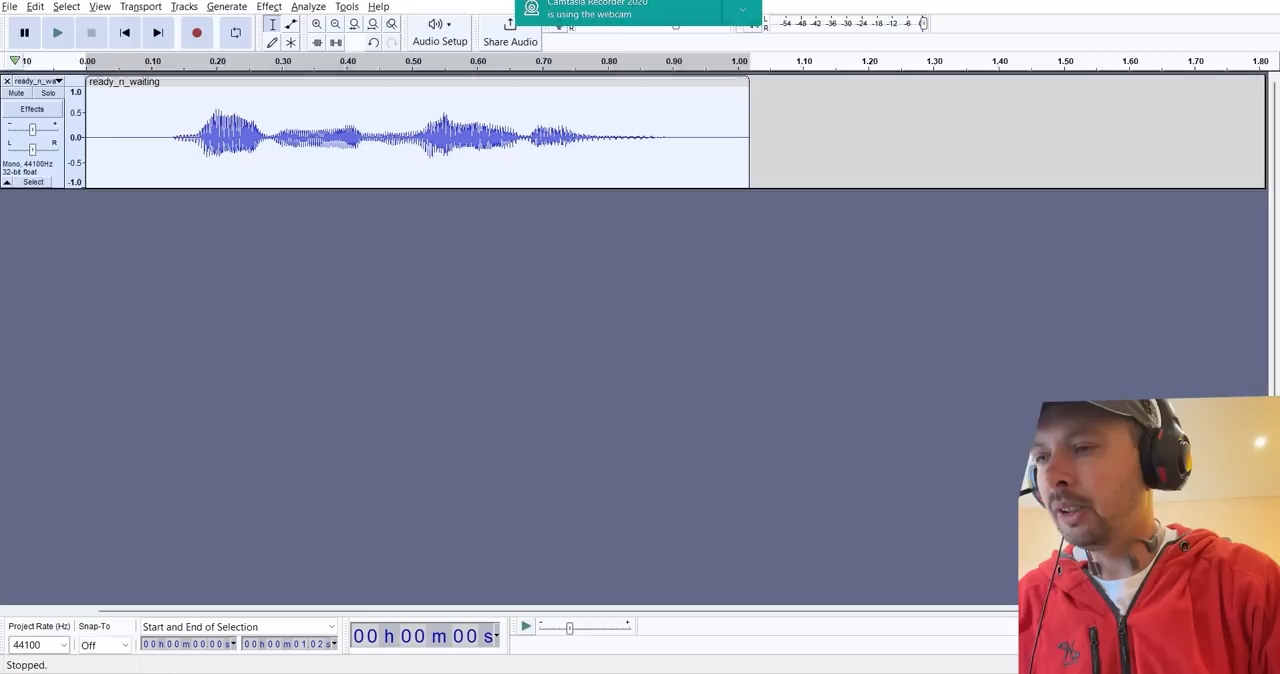 Camtasia Recorder 2020
is using the webcam
File Edit Select View Transport Tracks Generate Effect Analyze Tools Help
Audio Setup
Share Audio
L
R
R
-54 -48 -42 -36 -30 -24 -18 -12 -6
10 0.00 0.10 0.20 0.30 0.40 0.50 0.60 0.70 0.80 0.90 1.00 1.10 1.20 1.30 1.40 1.50 1.60 1.70 1.80
ready_n_wa
ready_n_waiting
Mute Solo
Effects
- +
L R
Mono, 44100Hz
32-bit float
Select
1.0
0.5
0.0
-0.5
-1.0
Project Rate (Hz) Snap-To Start and End of Selection
44100 Off 00 h 00 m 00.00 s 00 h 00 m 01.02 s
00 h 00 m 00 s
- +
Stopped.